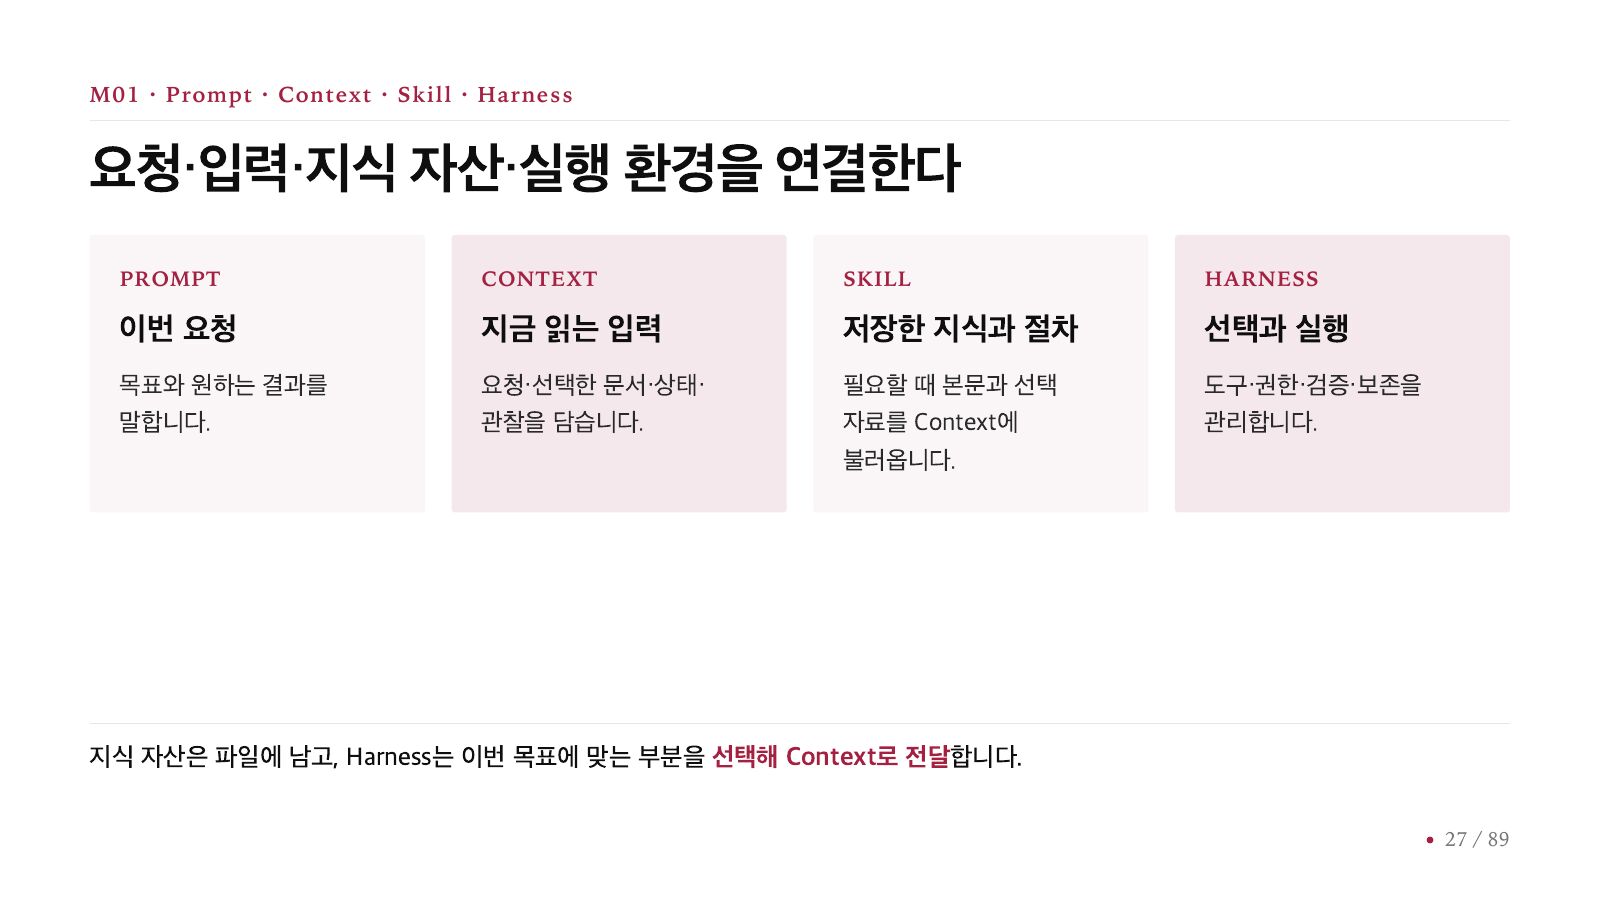 M01 · Prompt · Context · Skill · Harness
요청·입력·지식 자산·실행 환경을 연결한다
PROMPT
이번 요청
목표와 원하는 결과를
말합니다.
CONTEXT
지금 읽는 입력
요청·선택한 문서·상태·
관찰을 담습니다.
SKILL
저장한 지식과 절차
필요할 때 본문과 선택
자료를 Context에
불러옵니다.
HARNESS
선택과 실행
도구·권한·검증·보존을
관리합니다.
지식 자산은 파일에 남고, Harness는 이번 목표에 맞는 부분을 선택해 Context로 전달합니다.
• 27 / 89